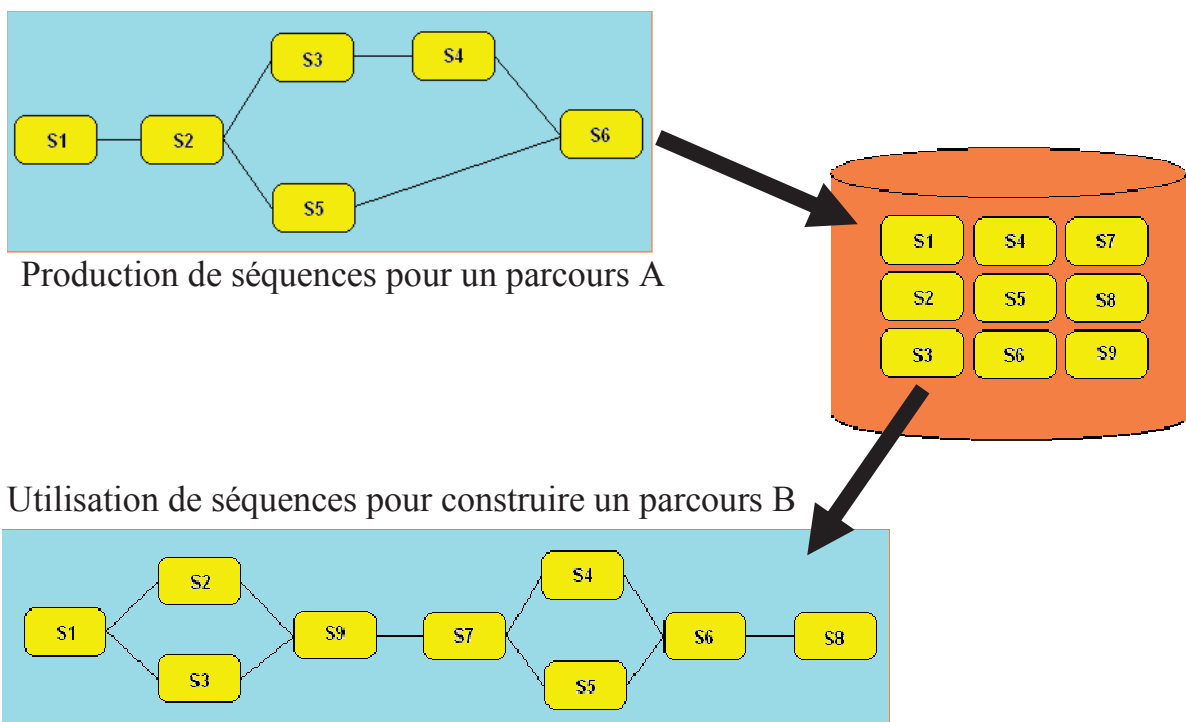 S3 S4
S1 S2 S6
S5
Production de séquences pour un parcours A
S1 S4 S7
S2 S5 S8
S3 S6 S9
Utilisation de séquences pour construire un parcours B
S2 S4
S1 S9 S7 S6 S8
S3 S5